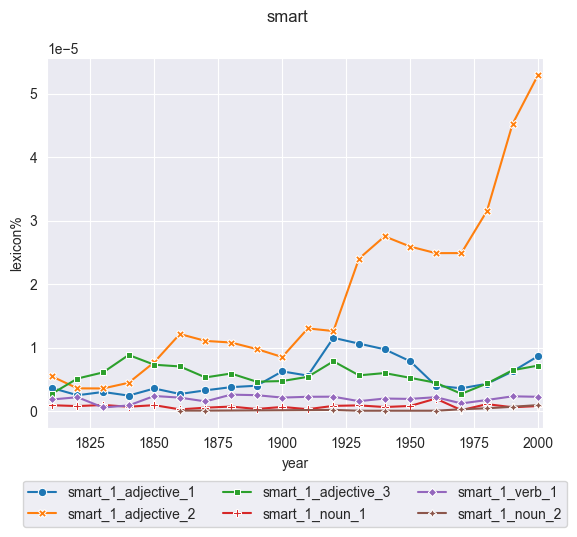 smart
1e−5
5
4
3
2
1
0
lexicon%
1825 1850 1875 1900 1925 1950 1975 2000
year
smart_1_adjective_1 smart_1_adjective_3 smart_1_verb_1
smart_1_adjective_2 smart_1_noun_1 smart_1_noun_2